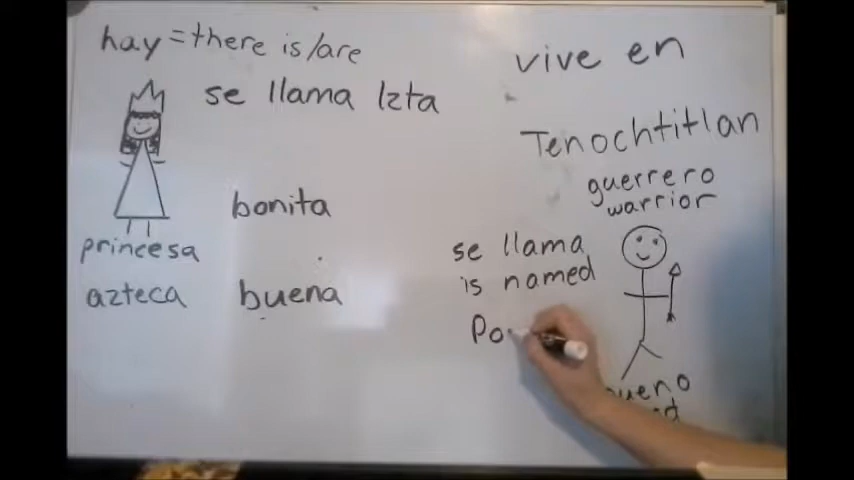 hay = there is/are
se llama Izta
princesa
azteca
bonita
buena
vive en
Tenochtitlan
guerrero
warrior
se llama
is named
Po